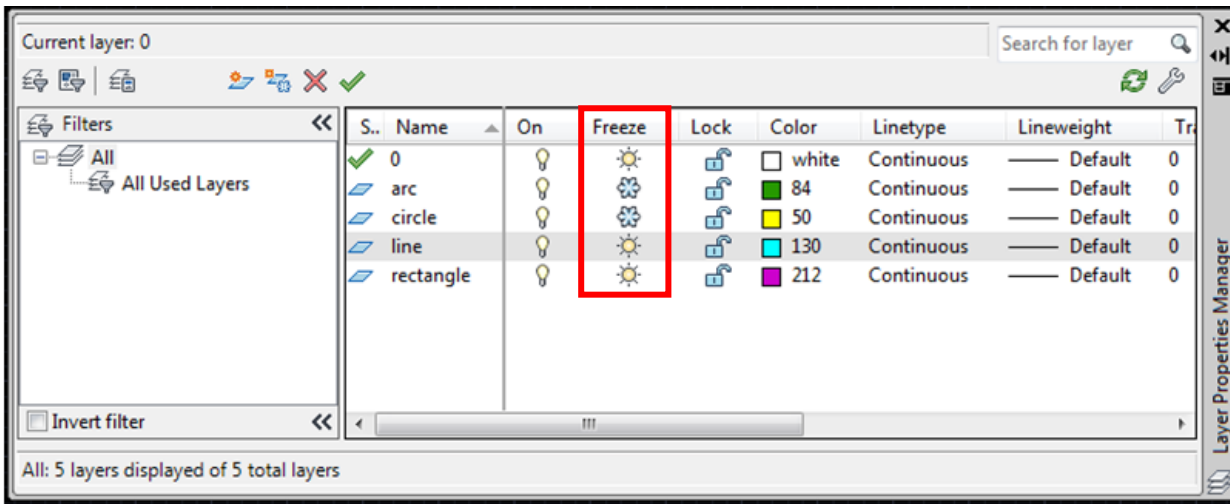 Current layer: 0
Search for layer
Filters
All
All Used Layers
Invert filter
S.. Name On Freeze Lock Color Linetype Lineweight Tr
0 white Continuous Default 0
arc 84 Continuous Default 0
circle 50 Continuous Default 0
line 130 Continuous Default 0
rectangle 212 Continuous Default 0
All: 5 layers displayed of 5 total layers
Layer Properties Manager